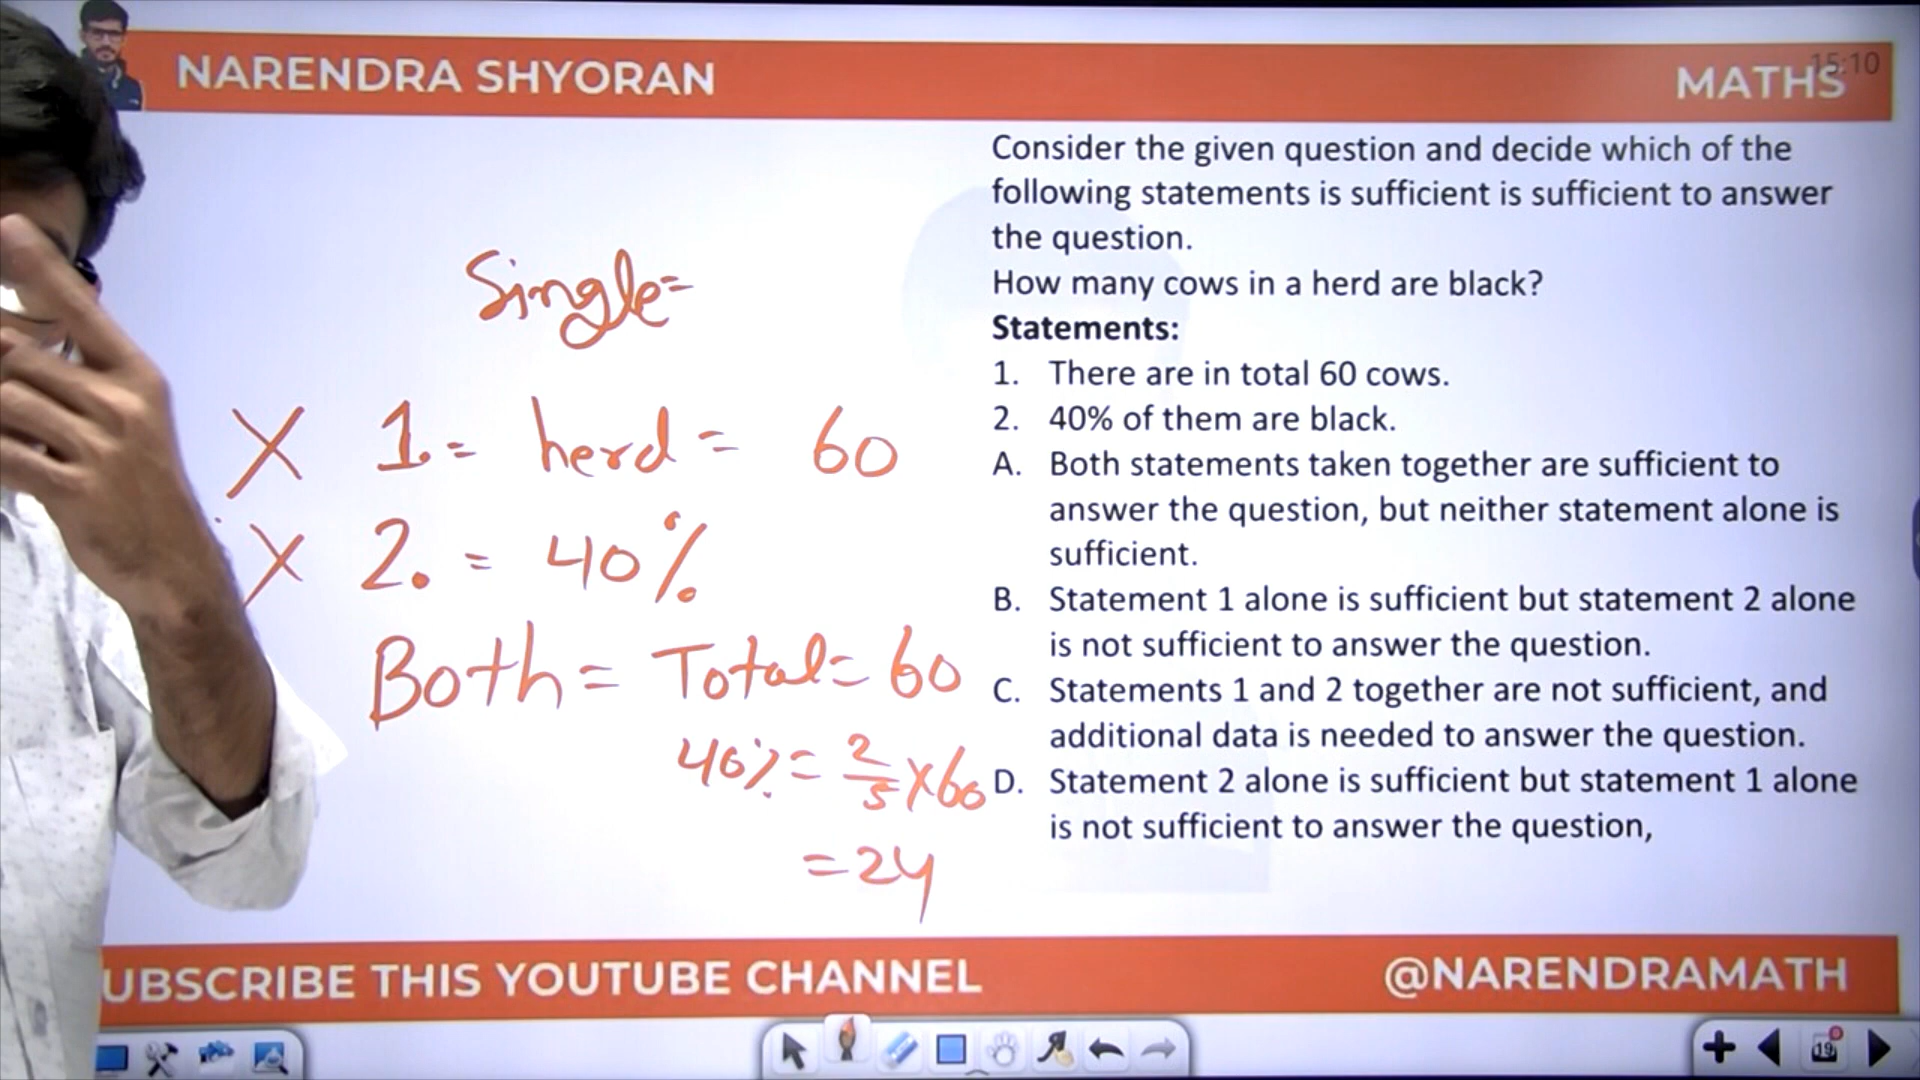 NARENDRA SHYORAN
MATHS
15:10
Consider the given question and decide which of the
following statements is sufficient is sufficient to answer
the question.
How many cows in a herd are black?
Statements:
1. There are in total 60 cows.
2. 40% of them are black.
A. Both statements taken together are sufficient to
answer the question, but neither statement alone is
sufficient.
B. Statement 1 alone is sufficient but statement 2 alone
is not sufficient to answer the question.
C. Statements 1 and 2 together are not sufficient, and
additional data is needed to answer the question.
D. Statement 2 alone is sufficient but statement 1 alone
is not sufficient to answer the question,
Single=
X 1.= herd = 60
X 2. = 40%
Both = Total= 60
40%= 2/5 X60
=24
UBSCRIBE THIS YOUTUBE CHANNEL
@NARENDRAMATH
19